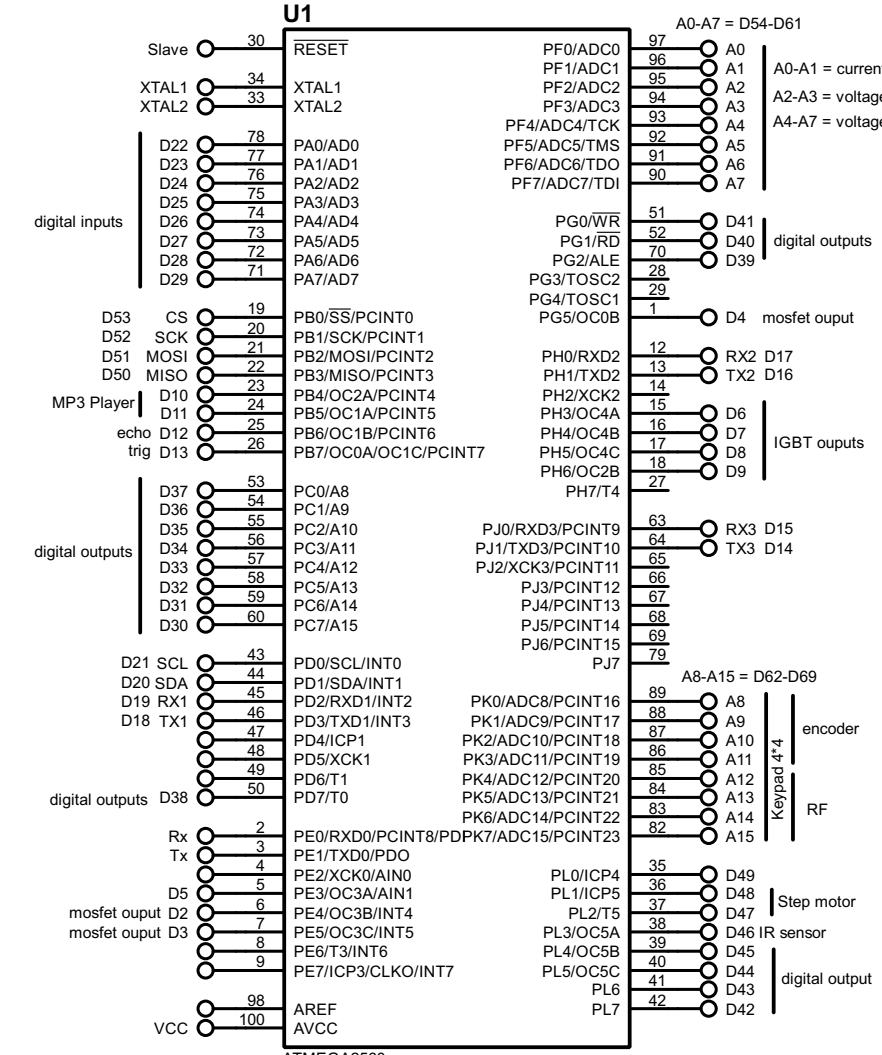 U1
A0-A7 = D54-D61
Slave 30 RESET
XTAL1 34 XTAL1
XTAL2 33 XTAL2
digital inputs
D22 78 PA0/AD0
D23 77 PA1/AD1
D24 76 PA2/AD2
D25 75 PA3/AD3
D26 74 PA4/AD4
D27 73 PA5/AD5
D28 72 PA6/AD6
D29 71 PA7/AD7
D53 CS 19 PB0/SS/PCINT0
D52 SCK 20 PB1/SCK/PCINT1
D51 MOSI 21 PB2/MOSI/PCINT2
D50 MISO 22 PB3/MISO/PCINT3
MP3 Player
D10 23 PB4/OC2A/PCINT4
D11 24 PB5/OC1A/PCINT5
echo D12 25 PB6/OC1B/PCINT6
trig D13 26 PB7/OC0A/OC1C/PCINT7
digital outputs
D37 53 PC0/A8
D36 54 PC1/A9
D35 55 PC2/A10
D34 56 PC3/A11
D33 57 PC4/A12
D32 58 PC5/A13
D31 59 PC6/A14
D30 60 PC7/A15
D21 SCL 43 PD0/SCL/INT0
D20 SDA 44 PD1/SDA/INT1
D19 RX1 45 PD2/RXD1/INT2
D18 TX1 46 PD3/TXD1/INT3
47 PD4/ICP1
48 PD5/XCK1
49 PD6/T1
digital outputs D38 50 PD7/T0
Rx 2 PE0/RXD0/PCINT8/PDI
Tx 3 PE1/TXD0/PDO
4 PE2/XCK0/AIN0
D5 5 PE3/OC3A/AIN1
mosfet ouput D2 6 PE4/OC3B/INT4
mosfet ouput D3 7 PE5/OC3C/INT5
8 PE6/T3/INT6
9 PE7/ICP3/CLKO/INT7
98 AREF
VCC 100 AVCC
PF0/ADC0 97 A0
PF1/ADC1 96 A1
PF2/ADC2 95 A2
PF3/ADC3 94 A3
PF4/ADC4/TCK 93 A4
PF5/ADC5/TMS 92 A5
PF6/ADC6/TDO 91 A6
PF7/ADC7/TDI 90 A7
A0-A1 = current
A2-A3 = voltage
A4-A7 = voltage
PG0/WR 51 D41
PG1/RD 52 D40
PG2/ALE 70 D39
digital outputs
PG3/TOSC2 28
PG4/TOSC1 29
PG5/OC0B 1 D4 mosfet ouput
PH0/RXD2 12 RX2 D17
PH1/TXD2 13 TX2 D16
PH2/XCK2 14
PH3/OC4A 15 D6
PH4/OC4B 16 D7
PH5/OC4C 17 D8
PH6/OC2B 18 D9
IGBT ouputs
PH7/T4 27
PJ0/RXD3/PCINT9 63 RX3 D15
PJ1/TXD3/PCINT10 64 TX3 D14
PJ2/XCK3/PCINT11 65
PJ3/PCINT12 66
PJ4/PCINT13 67
PJ5/PCINT14 68
PJ6/PCINT15 69
PJ7 79
A8-A15 = D62-D69
PK0/ADC8/PCINT16 89 A8
PK1/ADC9/PCINT17 88 A9
PK2/ADC10/PCINT18 87 A10
PK3/ADC11/PCINT19 86 A11
PK4/ADC12/PCINT20 85 A12
PK5/ADC13/PCINT21 84 A13
PK6/ADC14/PCINT22 83 A14
PK7/ADC15/PCINT23 82 A15
Keypad 4*4
encoder
RF
PL0/ICP4 35 D49
PL1/ICP5 36 D48
PL2/T5 37 D47
Step motor
PL3/OC5A 38 D46 IR sensor
PL4/OC5B 39 D45
PL5/OC5C 40 D44
PL6 41 D43
PL7 42 D42
digital output